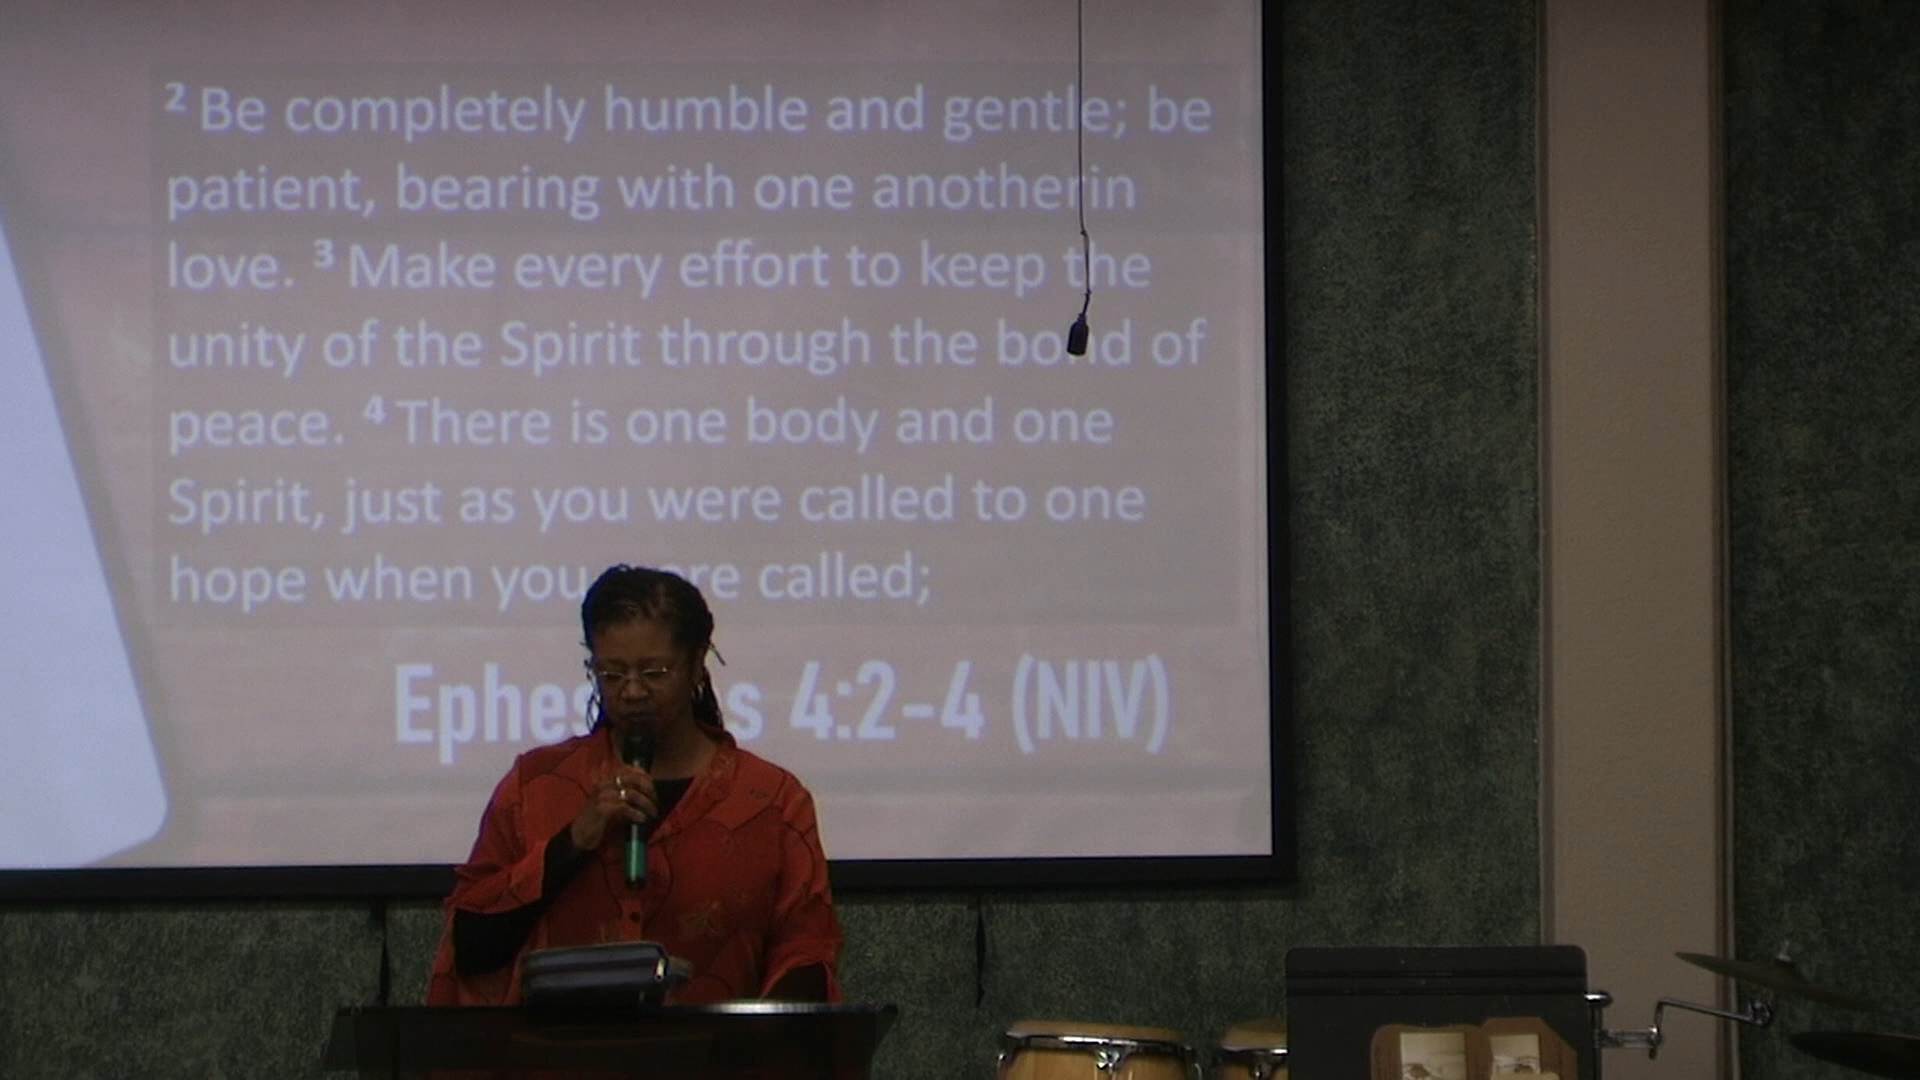 2 Be completely humble and gentle; be
patient, bearing with one anotherin
love. 3 Make every effort to keep the
unity of the Spirit through the bond of
peace. 4 There is one body and one
Spirit, just as you were called to one
hope when you were called;
Ephesians 4:2-4 (NIV)